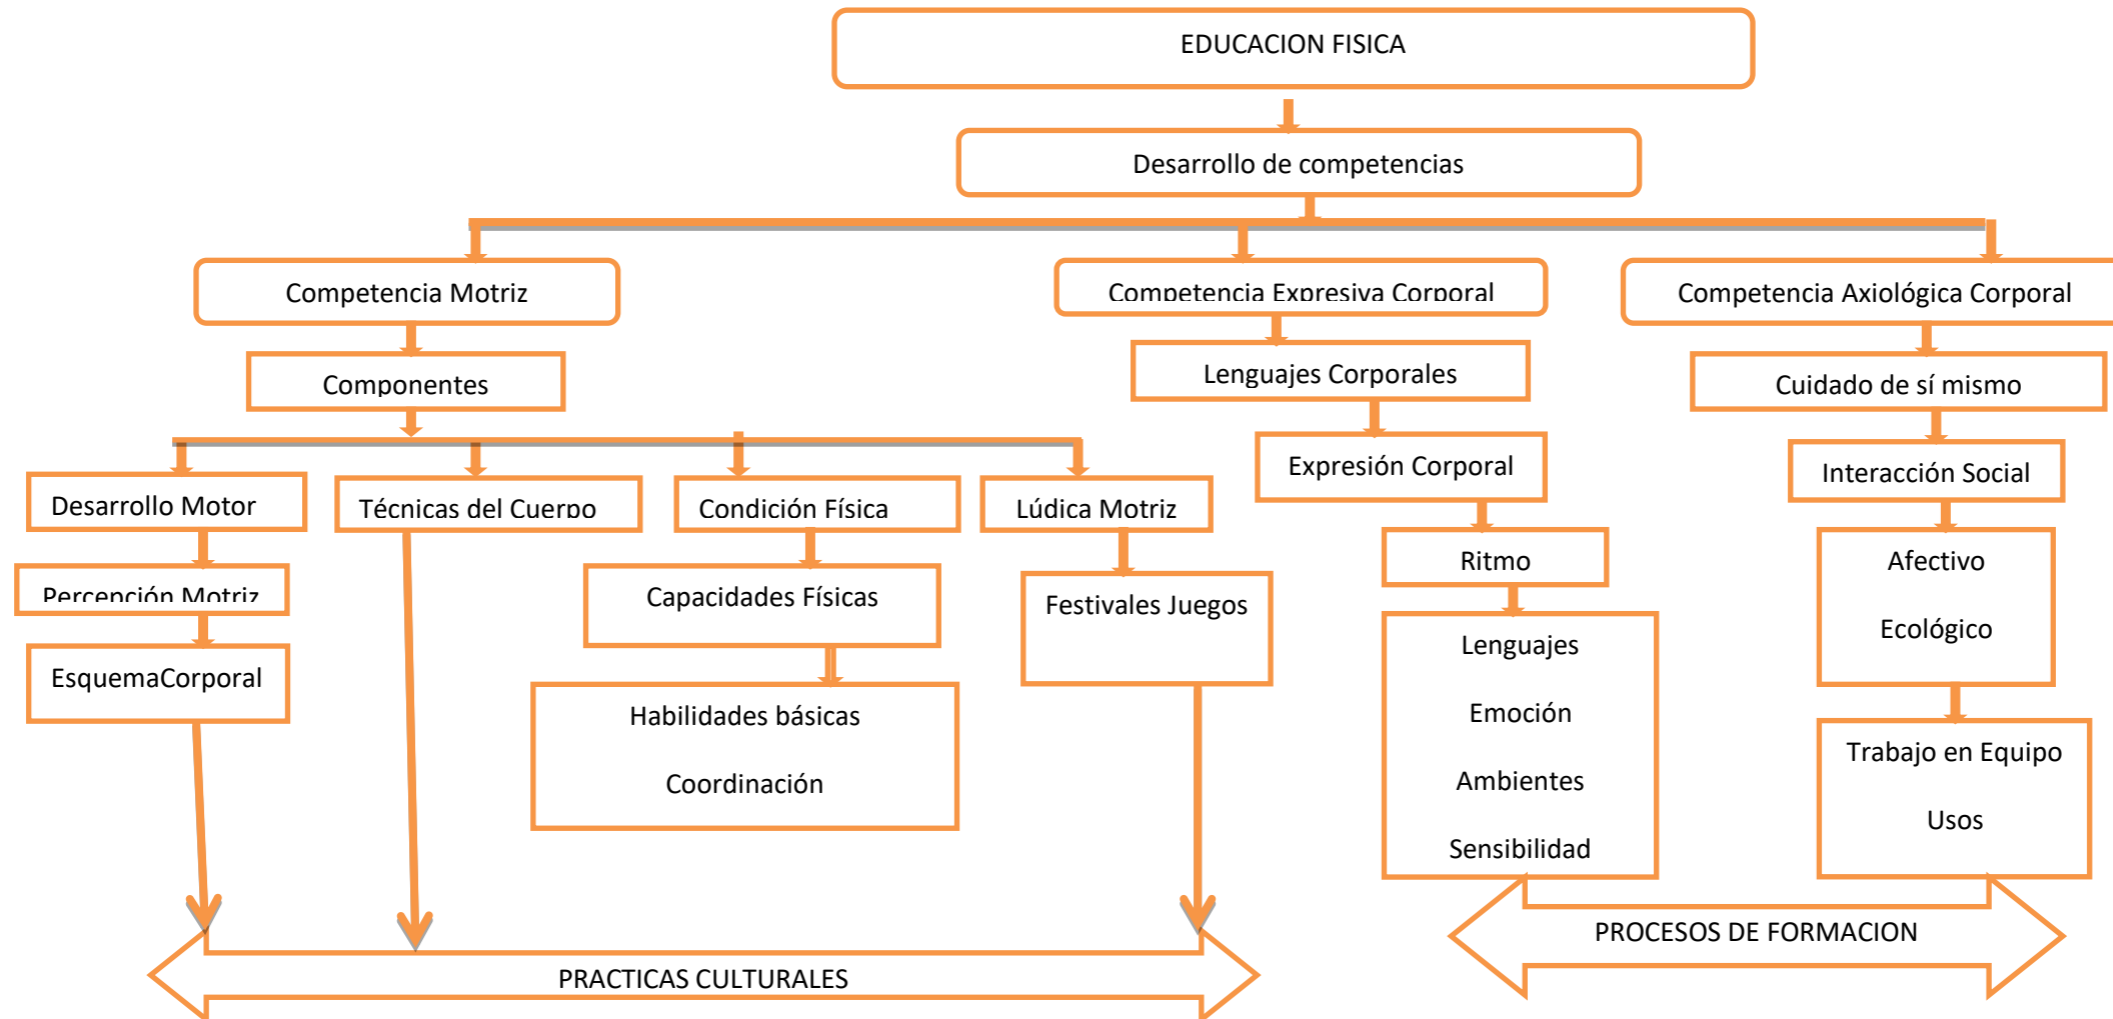 EDUCACION FISICA
Desarrollo de competencias
Competencia Motriz
Competencia Expresiva Corporal
Competencia Axiológica Corporal
Componentes
Lenguajes Corporales
Cuidado de sí mismo
Desarrollo Motor
Técnicas del Cuerpo
Condición Física
Lúdica Motriz
Expresión Corporal
Interacción Social
Percepción Motriz
Capacidades Físicas
Festivales Juegos
Ritmo
Afectivo
Ecológico
EsquemaCorporal
Habilidades básicas
Coordinación
Lenguajes
Emoción
Ambientes
Sensibilidad
Trabajo en Equipo
Usos
PRACTICAS CULTURALES
PROCESOS DE FORMACION